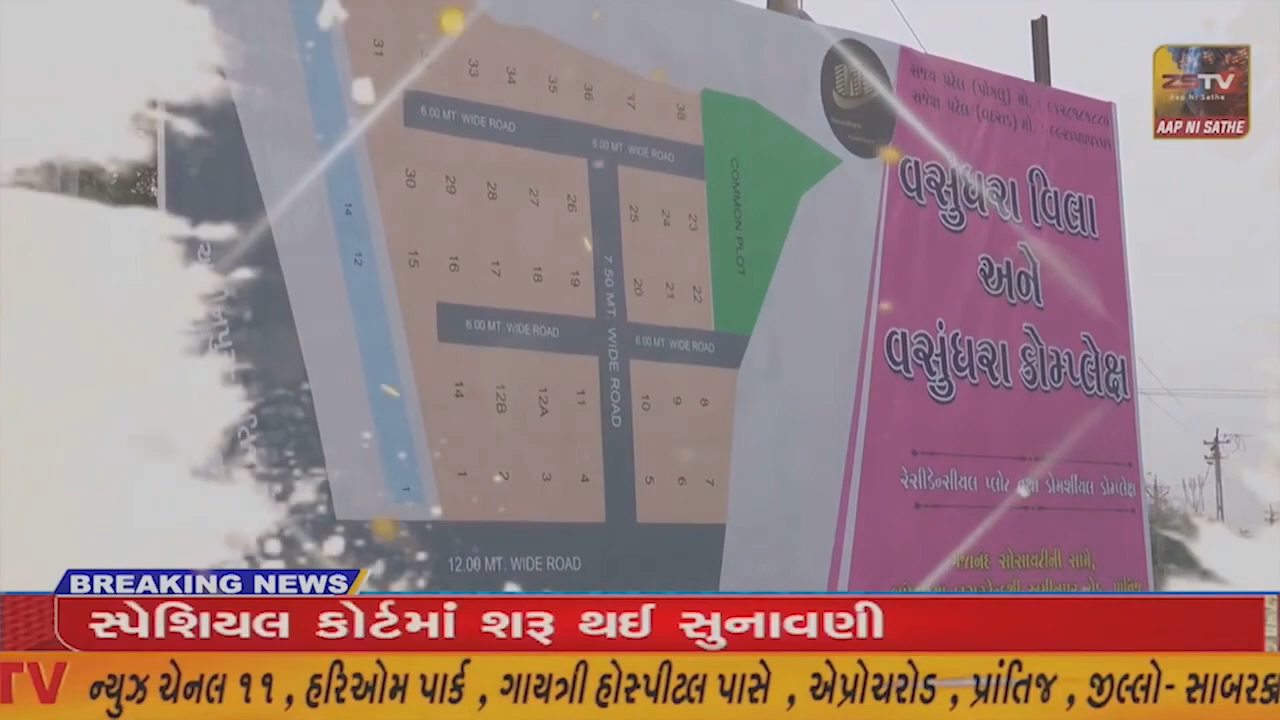 ZSTV
Aap Ni Sathe
AAP NI SATHE
31
33
34
35
36
37
38
6.00 MT. WIDE ROAD
6.00 MT. WIDE ROAD
COMMON PLOT
30
29
28
27
26
25
24
23
14
12
15
16
17
18
19
20
21
22
7.50 MT. WIDE ROAD
6.00 MT. WIDE ROAD
6.00 MT. WIDE ROAD
14
12B
12A
11
10
9
8
1
1
2
3
4
5
6
7
12.00 MT. WIDE ROAD
વસુંધરા વિલા
અને
વસુંધરા કોમ્પ્લેક્ષ
રેસીડેન્સીયલ પ્લોટ તથા કોમર્શીયલ કોમ્પ્લેક્ષ
સોસાયટીની સામે,
BREAKING NEWS
સ્પેશિયલ કોર્ટમાં શરૂ થઈ સુનાવણી
TV ન્યુઝ ચેનલ ૧૧ , હરિઓમ પાર્ક , ગાયત્રી હોસ્પીટલ પાસે , એપ્રોચરોડ , પ્રાંતિજ , જીલ્લો- સાબરકા